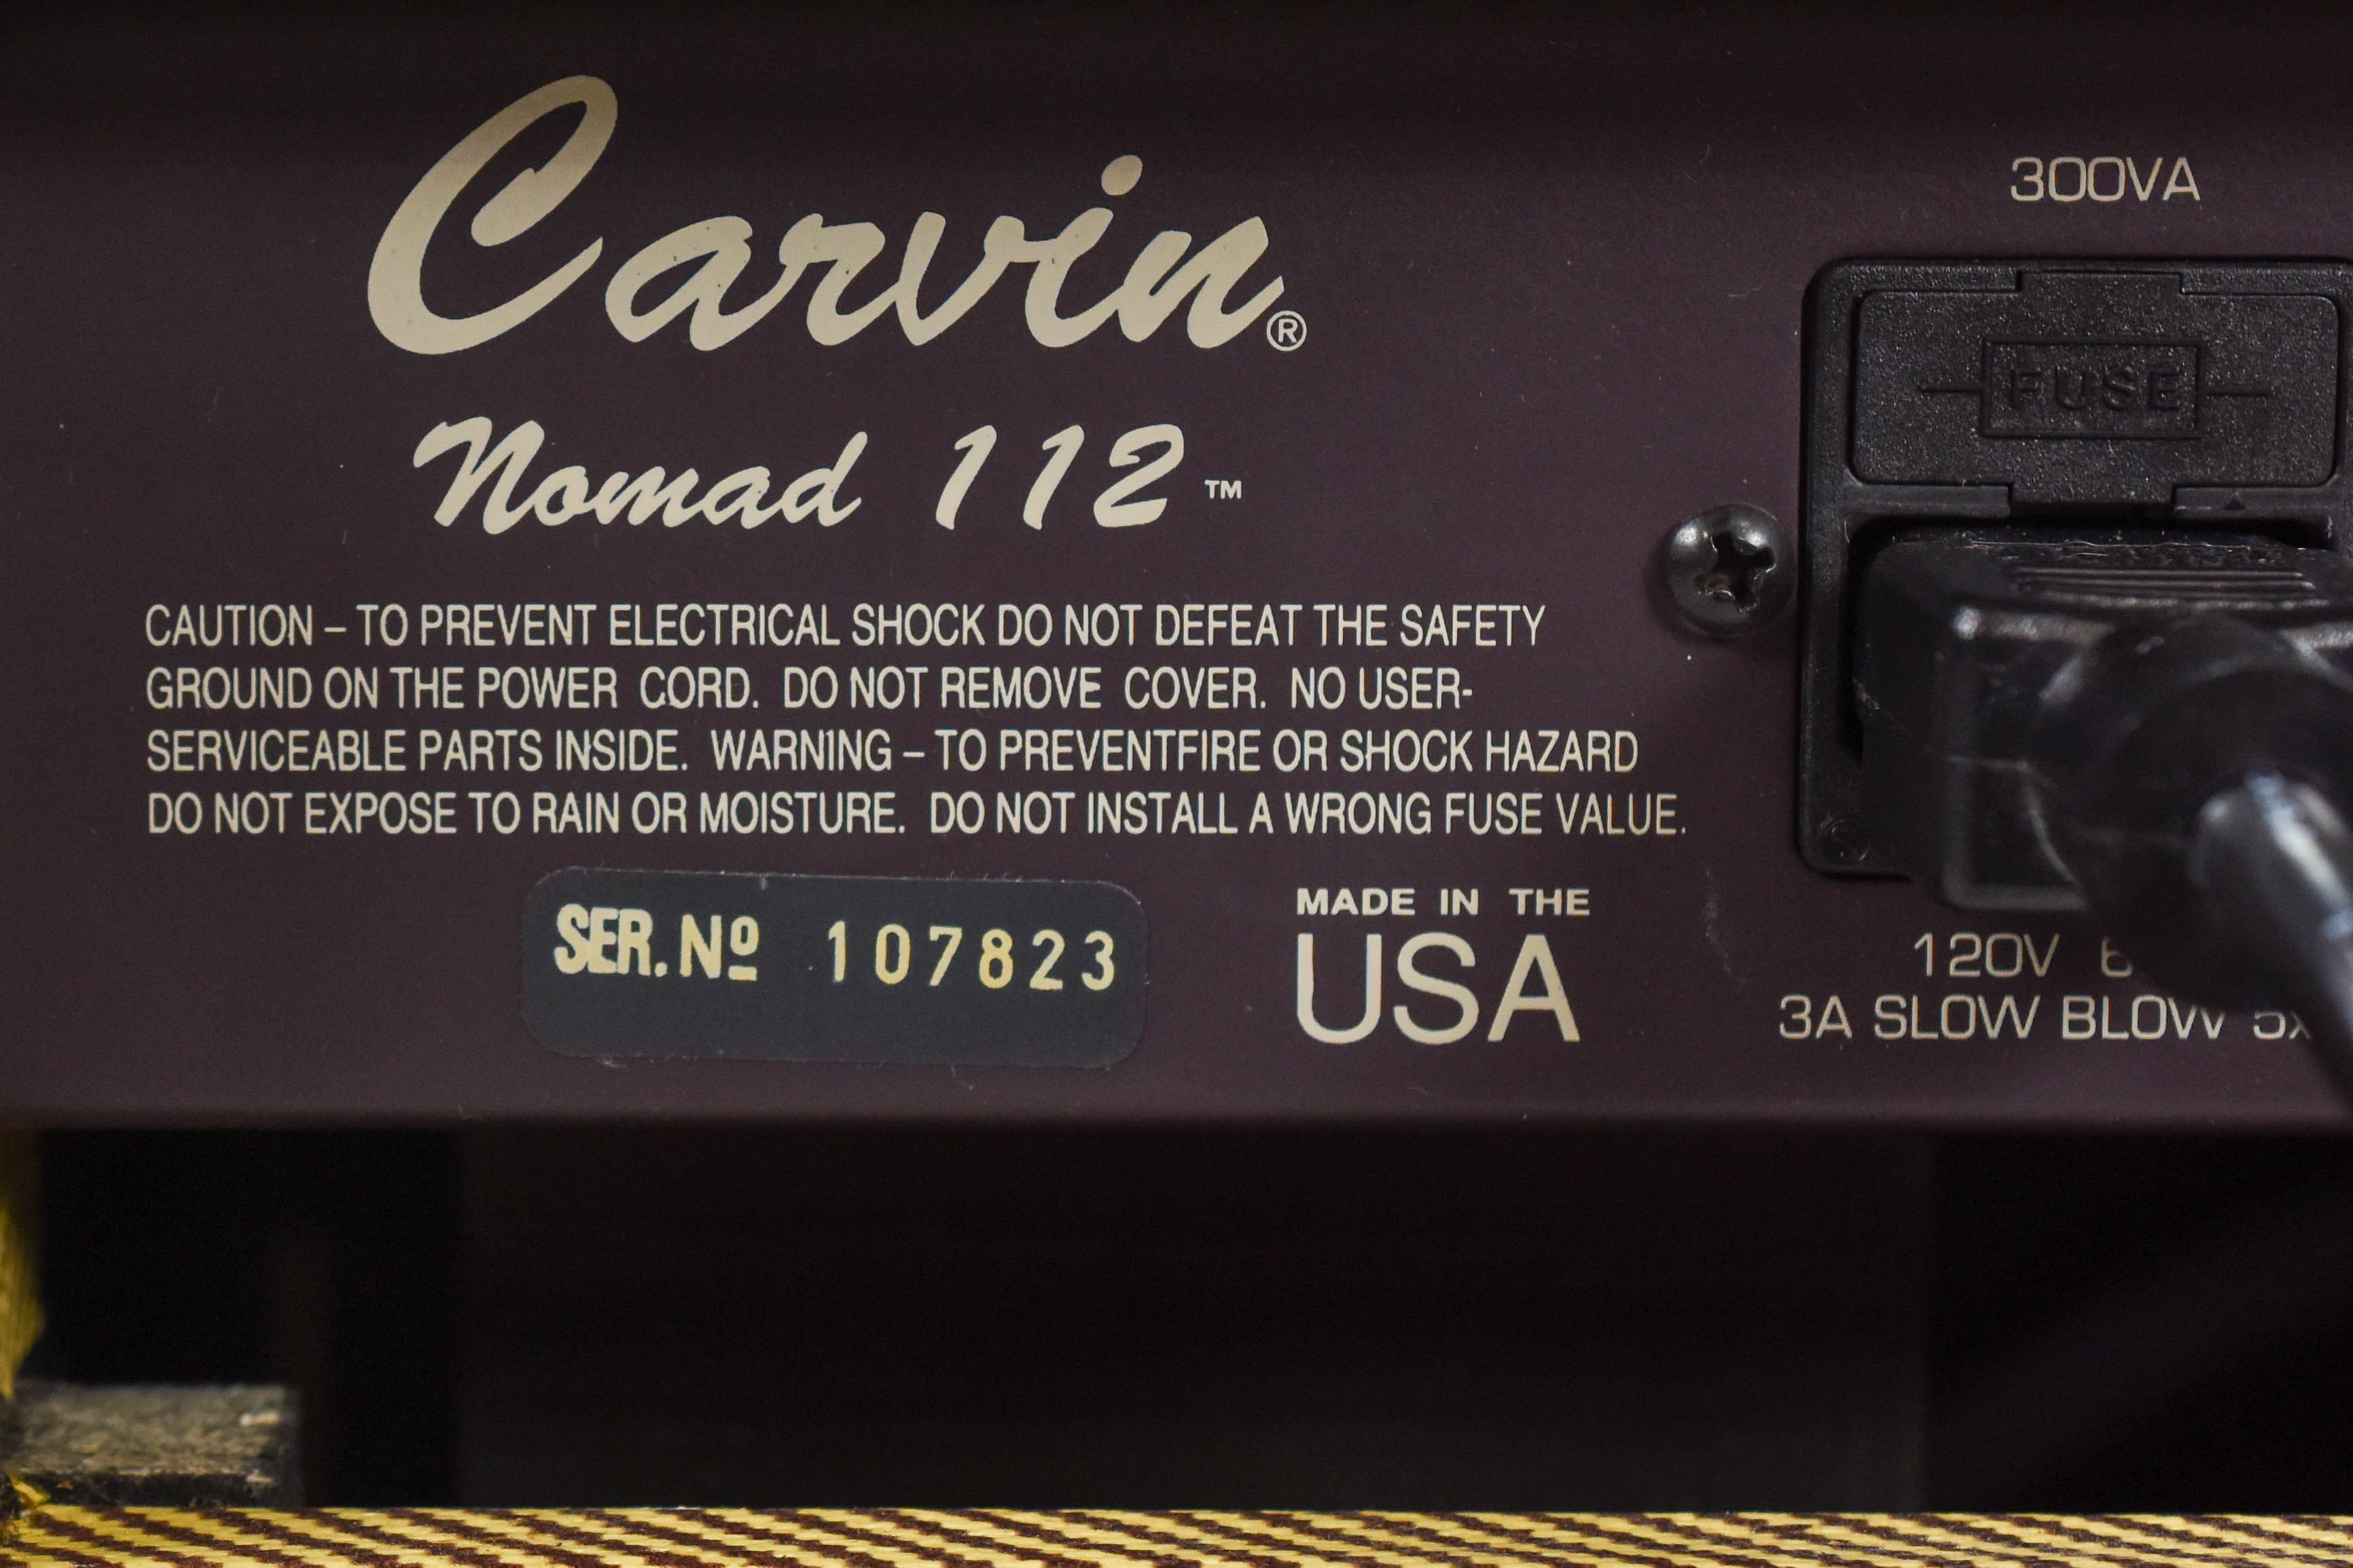 Carvin®
Nomad 112™
CAUTION – TO PREVENT ELECTRICAL SHOCK DO NOT DEFEAT THE SAFETY
GROUND ON THE POWER CORD. DO NOT REMOVE COVER. NO USER-
SERVICEABLE PARTS INSIDE. WARNING – TO PREVENTFIRE OR SHOCK HAZARD
DO NOT EXPOSE TO RAIN OR MOISTURE. DO NOT INSTALL A WRONG FUSE VALUE.
SER. Nº 107823
MADE IN THE
USA
300VA
FUSE
120V
3A SLOW BLOW